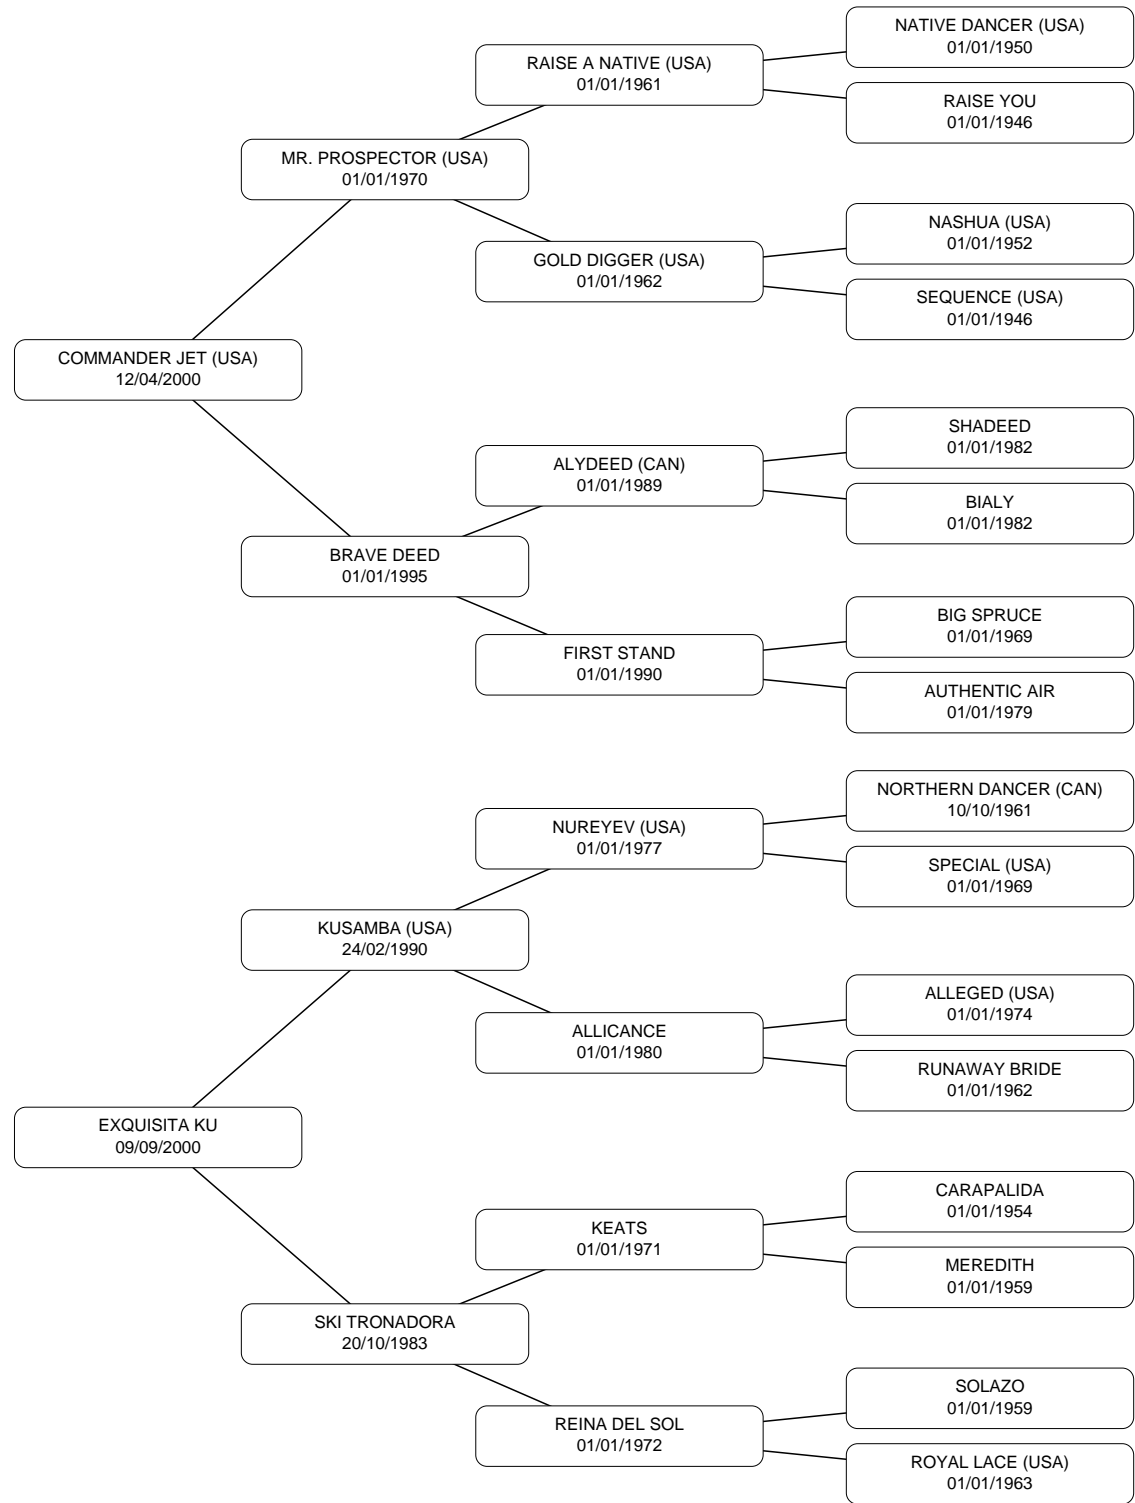 NATIVE DANCER (USA)
01/01/1950
RAISE A NATIVE (USA)
01/01/1961
RAISE YOU
01/01/1946
MR. PROSPECTOR (USA)
01/01/1970
NASHUA (USA)
01/01/1952
GOLD DIGGER (USA)
01/01/1962
SEQUENCE (USA)
01/01/1946
COMMANDER JET (USA)
12/04/2000
SHADEED
01/01/1982
ALYDEED (CAN)
01/01/1989
BIALY
01/01/1982
BRAVE DEED
01/01/1995
BIG SPRUCE
01/01/1969
FIRST STAND
01/01/1990
AUTHENTIC AIR
01/01/1979
NORTHERN DANCER (CAN)
10/10/1961
NUREYEV (USA)
01/01/1977
SPECIAL (USA)
01/01/1969
KUSAMBA (USA)
24/02/1990
ALLEGED (USA)
01/01/1974
ALLICANCE
01/01/1980
RUNAWAY BRIDE
01/01/1962
EXQUISITA KU
09/09/2000
CARAPALIDA
01/01/1954
KEATS
01/01/1971
MEREDITH
01/01/1959
SKI TRONADORA
20/10/1983
SOLAZO
01/01/1959
REINA DEL SOL
01/01/1972
ROYAL LACE (USA)
01/01/1963